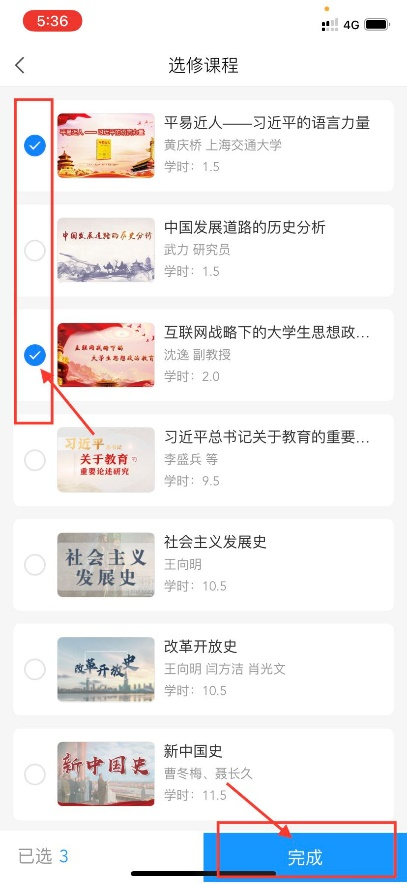 5:36
4G
选修课程
平易近人——习近平的语言力量
平易近人——习近平的语言力量
黄庆桥 上海交通大学
学时：1.5
中国发展道路的历史分析
中国发展道路的历史分析
武力 研究员
学时：1.5
互联网战略下的大学生思想政...
互联网战略下的
大学生思想政治教育
沈逸 副教授
学时：2.0
习近平总书记关于教育的重要...
习近平
关于教育的
重要论述研究
李盛兵 等
学时：9.5
社会主义发展史
社会主义
发展史
王向明
学时：10.5
改革开放史
改革开放史
王向明 闫方洁 肖光文
学时：10.5
新中国史
新中国史
曹冬梅、聂长久
学时：11.5
已选 3
完成